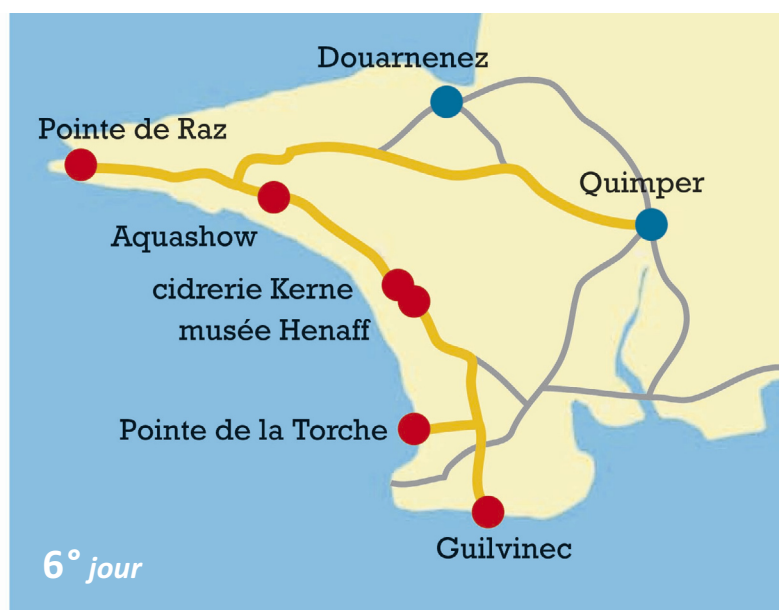 Douarnenez
Pointe de Raz
Quimper
Aquashow
cidrerie Kerne
musée Henaff
Pointe de la Torche
Guilvinec
6° jour